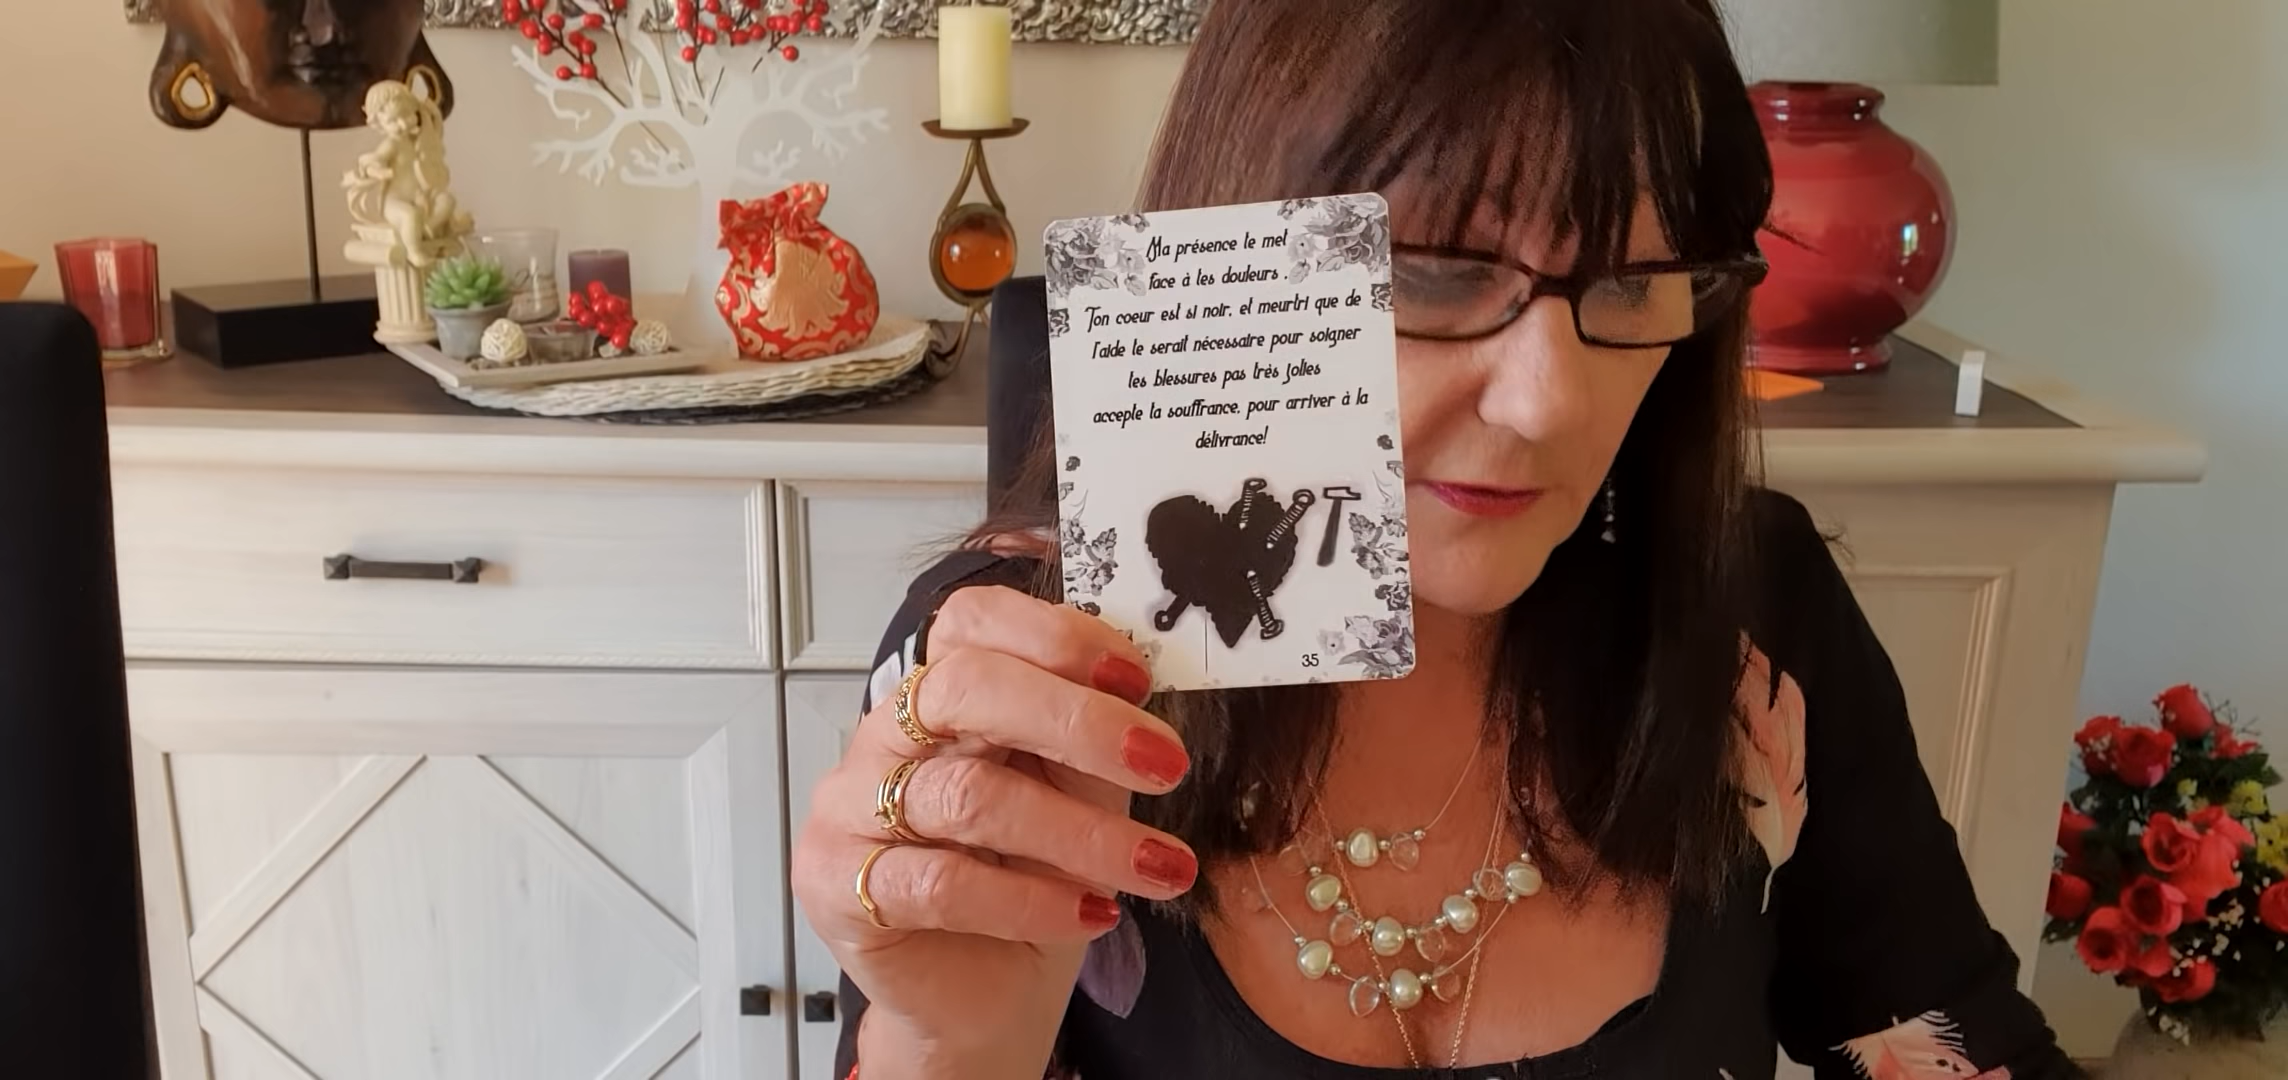 Ma présence te met
face à tes douleurs .
Ton coeur est si noir, et meurtri que de
l'aide te serait nécessaire pour soigner
tes blessures pas très jolies
accepte la souffrance, pour arriver à la
délivrance!
35